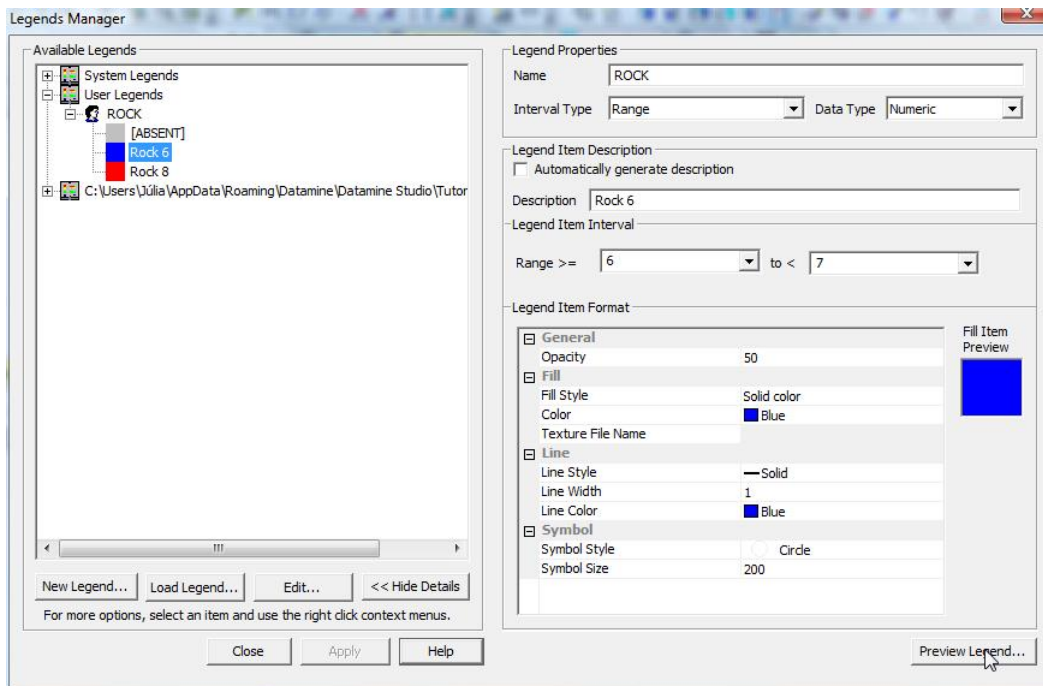 Legends Manager
Available Legends
System Legends
User Legends
ROCK
[ABSENT]
Rock 6
Rock 8
C:\Users\Júlia\AppData\Roaming\Datamine\Datamine Studio\Tutor
New Legend...
Load Legend...
Edit...
<< Hide Details
For more options, select an item and use the right click context menus.
Close
Apply
Help
Legend Properties
Name ROCK
Interval Type Range Data Type Numeric
Legend Item Description
Automatically generate description
Description Rock 6
Legend Item Interval
Range >= 6 to < 7
Legend Item Format
General
Opacity 50
Fill
Fill Style Solid color
Color Blue
Texture File Name
Line
Line Style Solid
Line Width 1
Line Color Blue
Symbol
Symbol Style Circle
Symbol Size 200
Fill Item
Preview
Preview Legend...